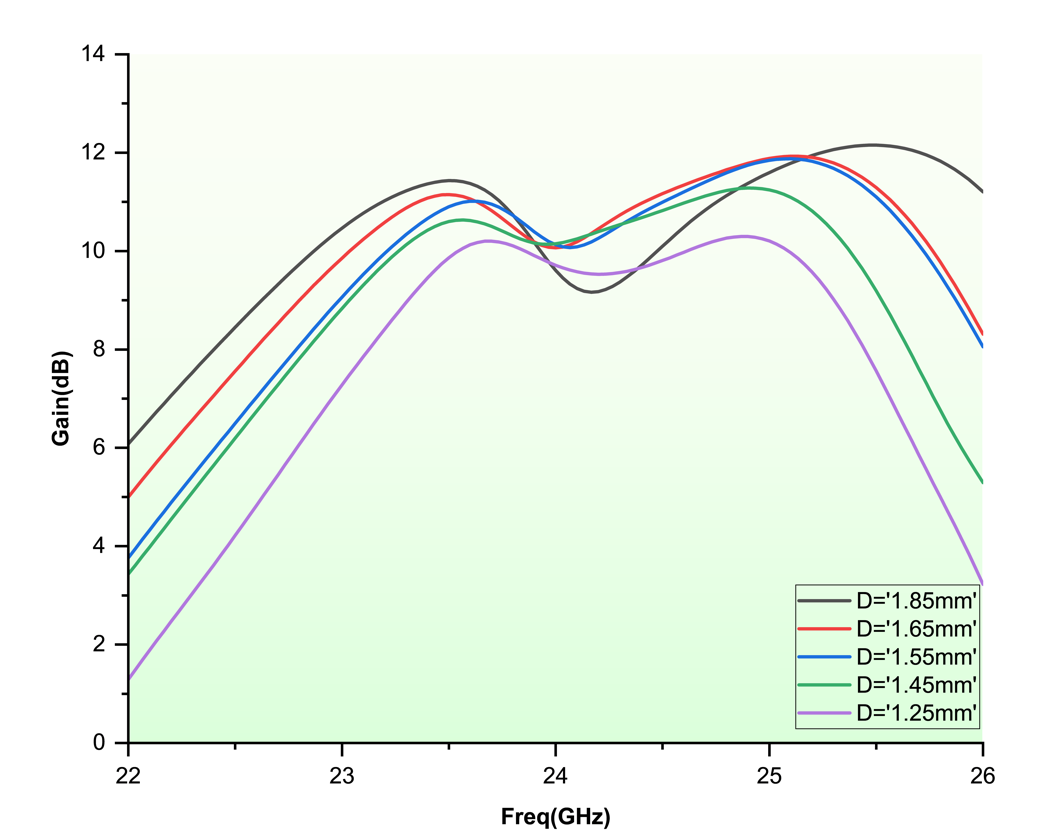 14
12
10
8
6
4
2
0
Gain(dB)
D='1.85mm'
D='1.65mm'
D='1.55mm'
D='1.45mm'
D='1.25mm'
22 23 24 25 26
Freq(GHz)